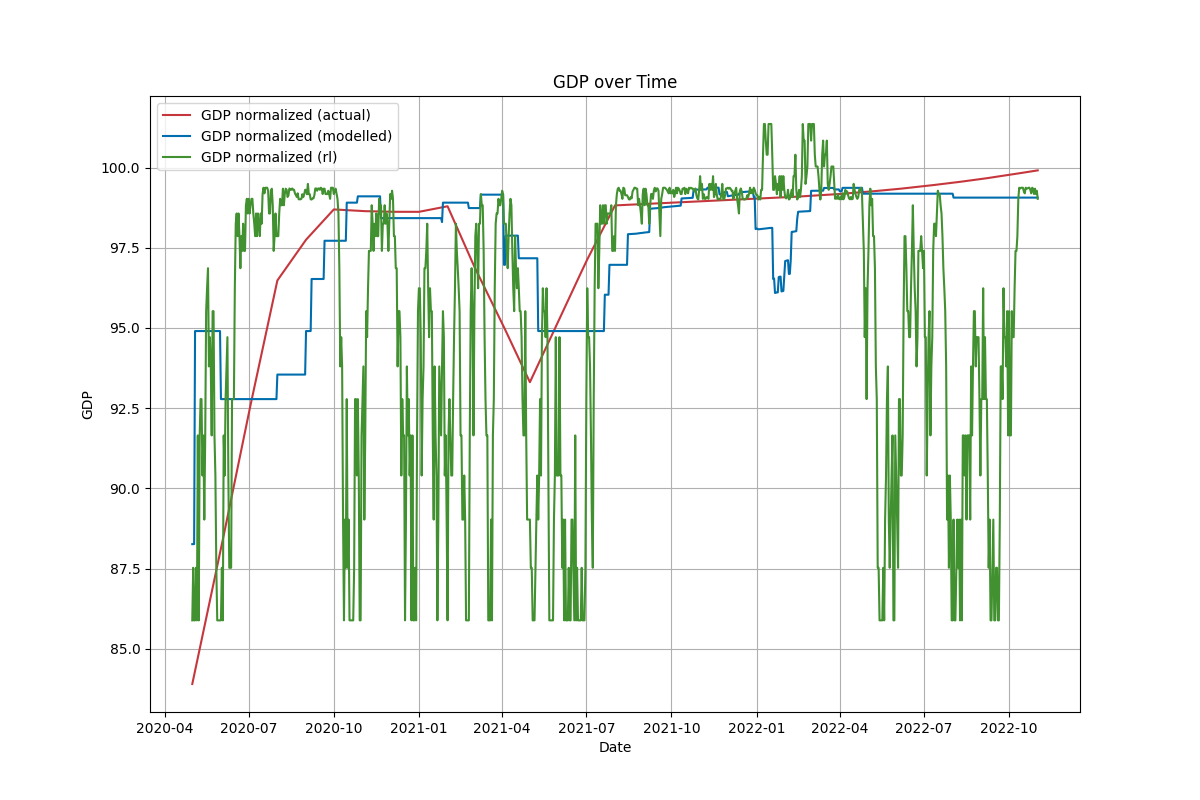 GDP over Time
GDP normalized (actual)
GDP normalized (modelled)
GDP normalized (rl)
100.0
97.5
95.0
92.5
90.0
87.5
85.0
GDP
2020-04 2020-07 2020-10 2021-01 2021-04 2021-07 2021-10 2022-01 2022-04 2022-07 2022-10
Date